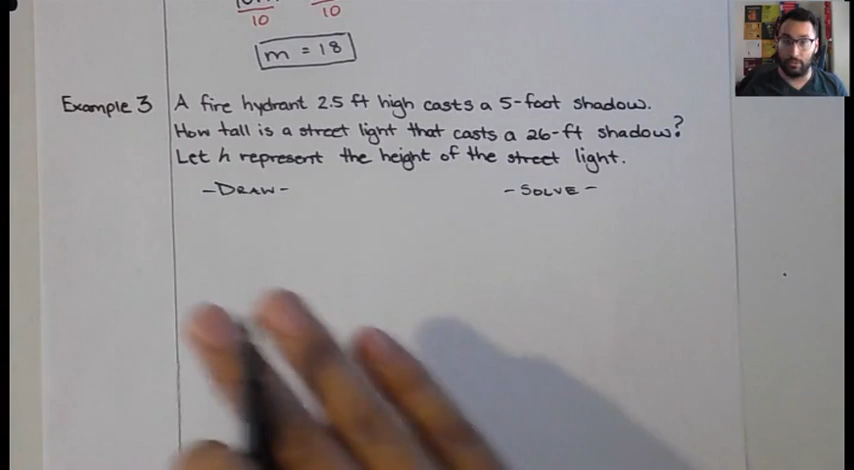 10 10
m = 18
Example 3 A fire hydrant 2.5 ft high casts a 5-foot shadow.
How tall is a street light that casts a 26-ft shadow?
Let h represent the height of the street light.
-DRAW- -SOLVE-